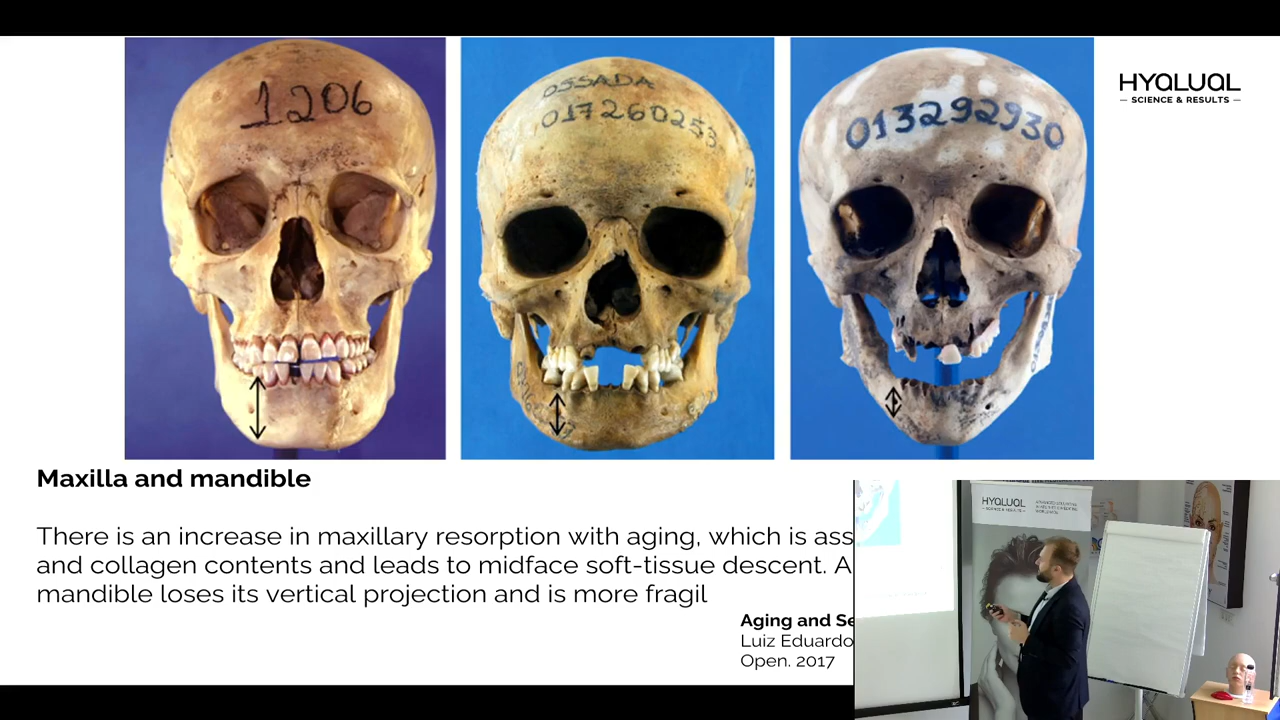 1206
OSSADA
017260253
013292930
HYALUAL
SCIENCE & RESULTS
Maxilla and mandible
There is an increase in maxillary resorption with aging, which is ass
and collagen contents and leads to midface soft-tissue descent. A
mandible loses its vertical projection and is more fragil
Aging and Se
Luiz Eduardo
Open. 2017
HYALUAL